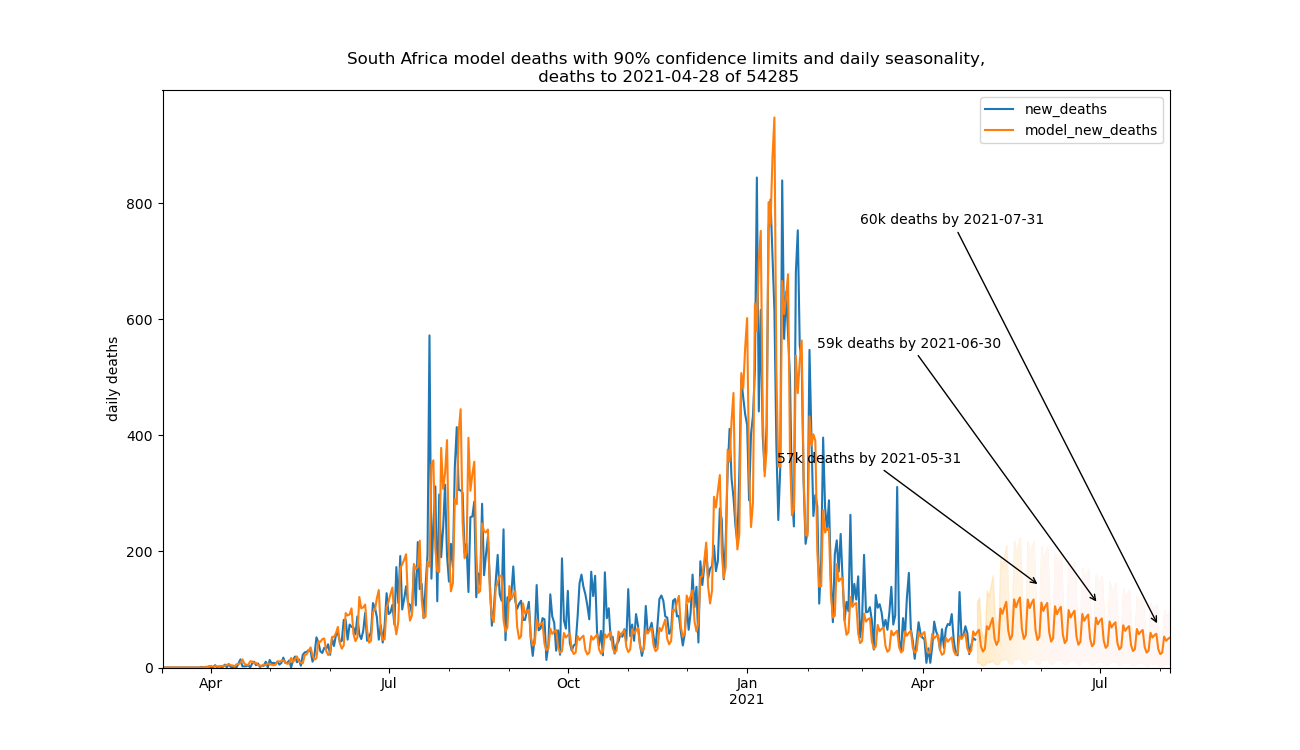 South Africa model deaths with 90% confidence limits and daily seasonality,
deaths to 2021-04-28 of 54285
new_deaths
model_new_deaths
800
60k deaths by 2021-07-31
600
59k deaths by 2021-06-30
daily deaths
400
57k deaths by 2021-05-31
200
0
Apr Jul Oct Jan Apr Jul
2021